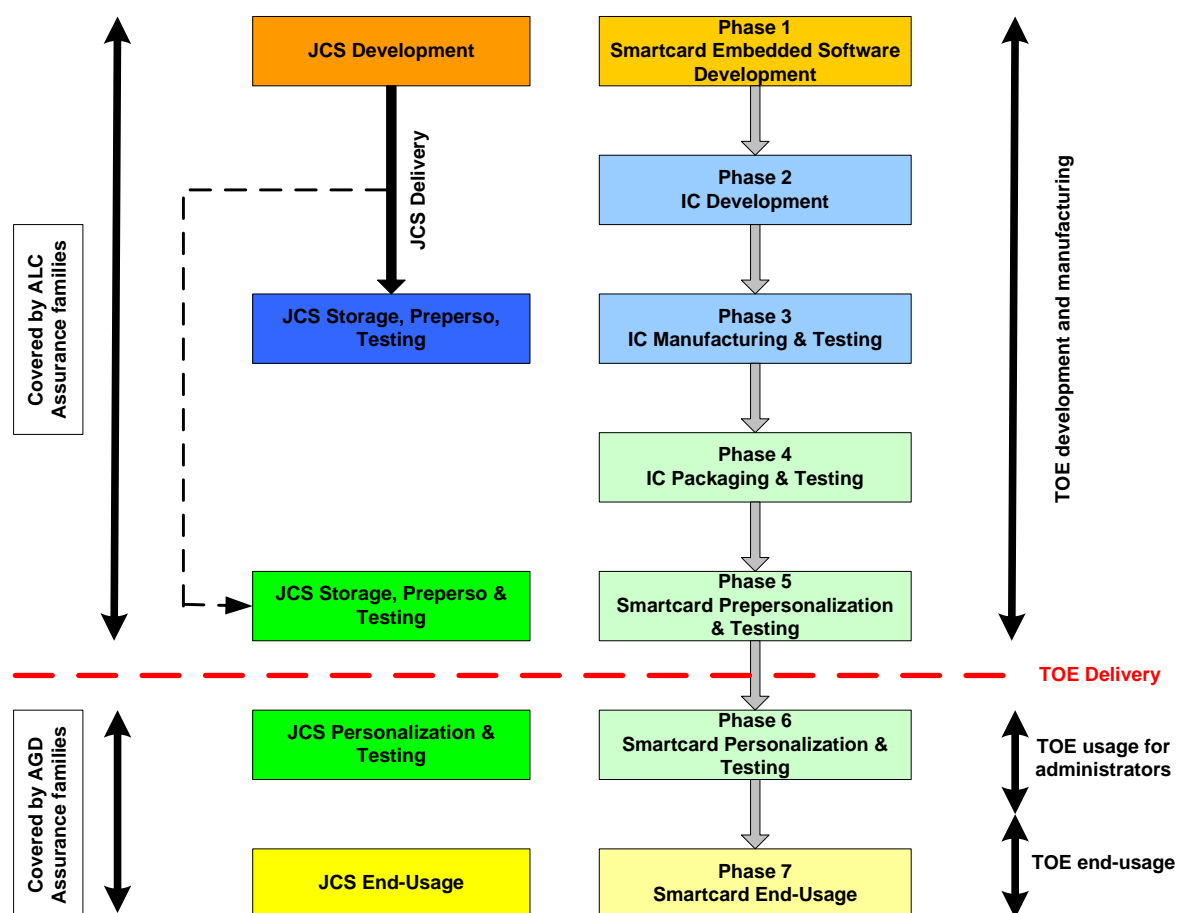 JCS Development
Phase 1
Smartcard Embedded Software
Development
JCS Delivery
Phase 2
IC Development
Covered by ALC
Assurance families
TOE development and manufacturing
JCS Storage, Preperso,
Testing
Phase 3
IC Manufacturing & Testing
Phase 4
IC Packaging & Testing
JCS Storage, Preperso &
Testing
Phase 5
Smartcard Prepersonalization
& Testing
TOE Delivery
Covered by AGD
Assurance families
JCS Personalization &
Testing
Phase 6
Smartcard Personalization &
Testing
TOE usage for
administrators
JCS End-Usage
Phase 7
Smartcard End-Usage
TOE end-usage